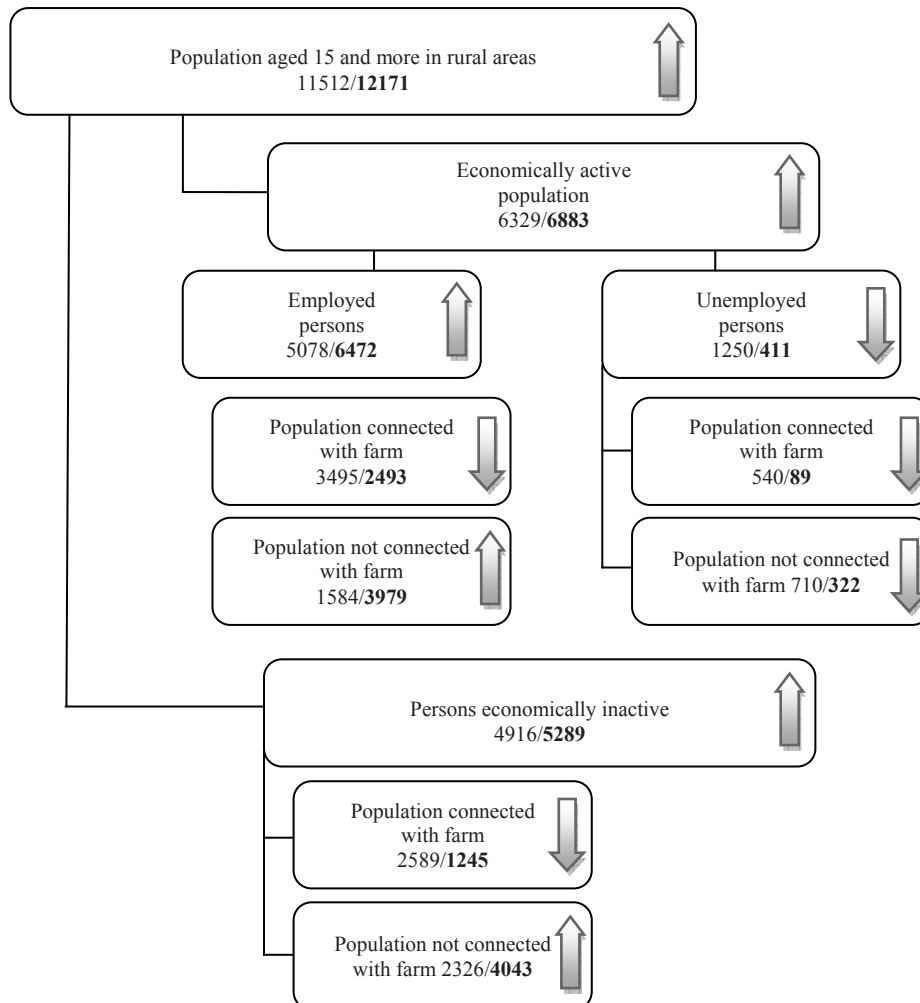 Population aged 15 and more in rural areas
11512/12171
Economically active
population
6329/6883
Employed
persons
5078/6472
Unemployed
persons
1250/411
Population connected
with farm
3495/2493
Population connected
with farm
540/89
Population not connected
with farm
1584/3979
Population not connected
with farm 710/322
Persons economically inactive
4916/5289
Population connected
with farm
2589/1245
Population not connected
with farm 2326/4043